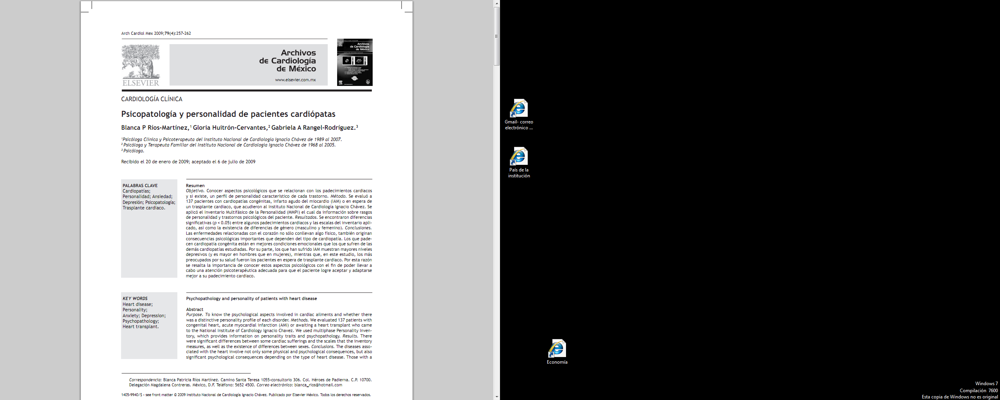 Arch Cardiol Mex 2009;79(4):257-262
ELSEVIER
Archivos
de Cardiología
de México
www.elsevier.com.mx
Archivos
de Cardiología
de México
CARDIOLOGÍA CLÍNICA
Psicopatología y personalidad de pacientes cardiópatas
Blanca P Ríos-Martínez,¹ Gloria Huitrón-Cervantes,² Gabriela A Rangel-Rodríguez.³
¹Psicóloga Clínica y Psicoterapeuta del Instituto Nacional de Cardiología Ignacio Chávez de 1989 al 2007.
² Psicóloga y Terapeuta Familiar del Instituto Nacional de Cardiología Ignacio Chávez de 1968 al 2005.
³ Psicóloga.
Recibido el 20 de enero de 2009; aceptado el 6 de julio de 2009
PALABRAS CLAVE
Cardiopatías;
Personalidad; Ansiedad;
Depresión; Psicopatología;
Trasplante cardiaco.
Resumen
Objetivo. Conocer aspectos psicológicos que se relacionan con los padecimientos cardiacos
y si existe, un perfil de personalidad característico de cada trastorno. Método. Se evaluó a
137 pacientes con cardiopatías congénitas, infarto agudo del miocardio (IAM) o en espera de
un trasplante cardiaco, que acudieron al Instituto Nacional de Cardiología Ignacio Chávez. Se
aplicó el Inventario Multifásico de la Personalidad (MMPI) el cual da información sobre rasgos
de personalidad y trastornos psicológicos del paciente. Resultados. Se encontraron diferencias
significativas (p < 0.05) entre algunos padecimientos cardiacos y las escalas del inventario apli-
cado, así como la existencia de diferencias de género (masculino y femenino). Conclusiones.
Las enfermedades relacionadas con el corazón no sólo conllevan algo físico, también originan
consecuencias psicológicas importantes que dependen del tipo de cardiopatía. Los que pade-
cen cardiopatía congénita están en mejores condiciones emocionales que los que sufren de las
demás cardiopatías estudiadas. Por su parte, los que han sufrido IAM muestran mayores niveles
depresivos (y es mayor en hombres que en mujeres), mientras que, en este estudio, los más
preocupados por su salud fueron los pacientes en espera de trasplante cardiaco. Por esta razón
se resalta la importancia de conocer estos aspectos psicológicos con el fin de poder llevar a
cabo una atención psicoterapéutica adecuada para que el paciente logre aceptar y adaptarse
mejor a su padecimiento cardiaco.
KEY WORDS
Heart disease;
Personality;
Anxiety; Depression;
Psychopathology;
Heart transplant.
Psychopathology and personality of patients with heart disease
Abstract
Purpose. To know the psychological aspects involved in cardiac ailments and whether there
was a distinctive personality profile of each disorder. Methods. We evaluated 137 patients with
congenital heart, acute myocardial infarction (AMI) or awaiting a heart transplant who came
to the National Institute of Cardiology Ignacio Chavez. We used multiphase Personality Inven-
tory, which provides information on personality traits and psychopathology. Results. There
were significant differences between some cardiac sufferings and the scales that the inventory
measures, as well as the existence of differences between sexes. Conclusions. The diseases asso-
ciated with the heart involve not only some physical and psychological consequences, but also
significant psychological consequences depending on the type of heart disease. Those with a
Correspondencia: Blanca Patricia Ríos Martínez. Camino Santa Teresa 1055-consultorio 306. Col. Héroes de Padierna. C.P. 10700.
Delegación Magdalena Contreras. México, D.F. Teléfono: 5652 4500. Correo electrónico: blanca_rios@hotmail.com
1405-9940/$ - see front matter © 2009 Instituto Nacional de Cardiología Ignacio Chávez. Publicado por Elsevier México. Todos los derechos reservados.
Gmail- correo
electrónico ...
País de la
institución
Economía
Windows 7
Compilación 7600
Esta copia de Windows no es original